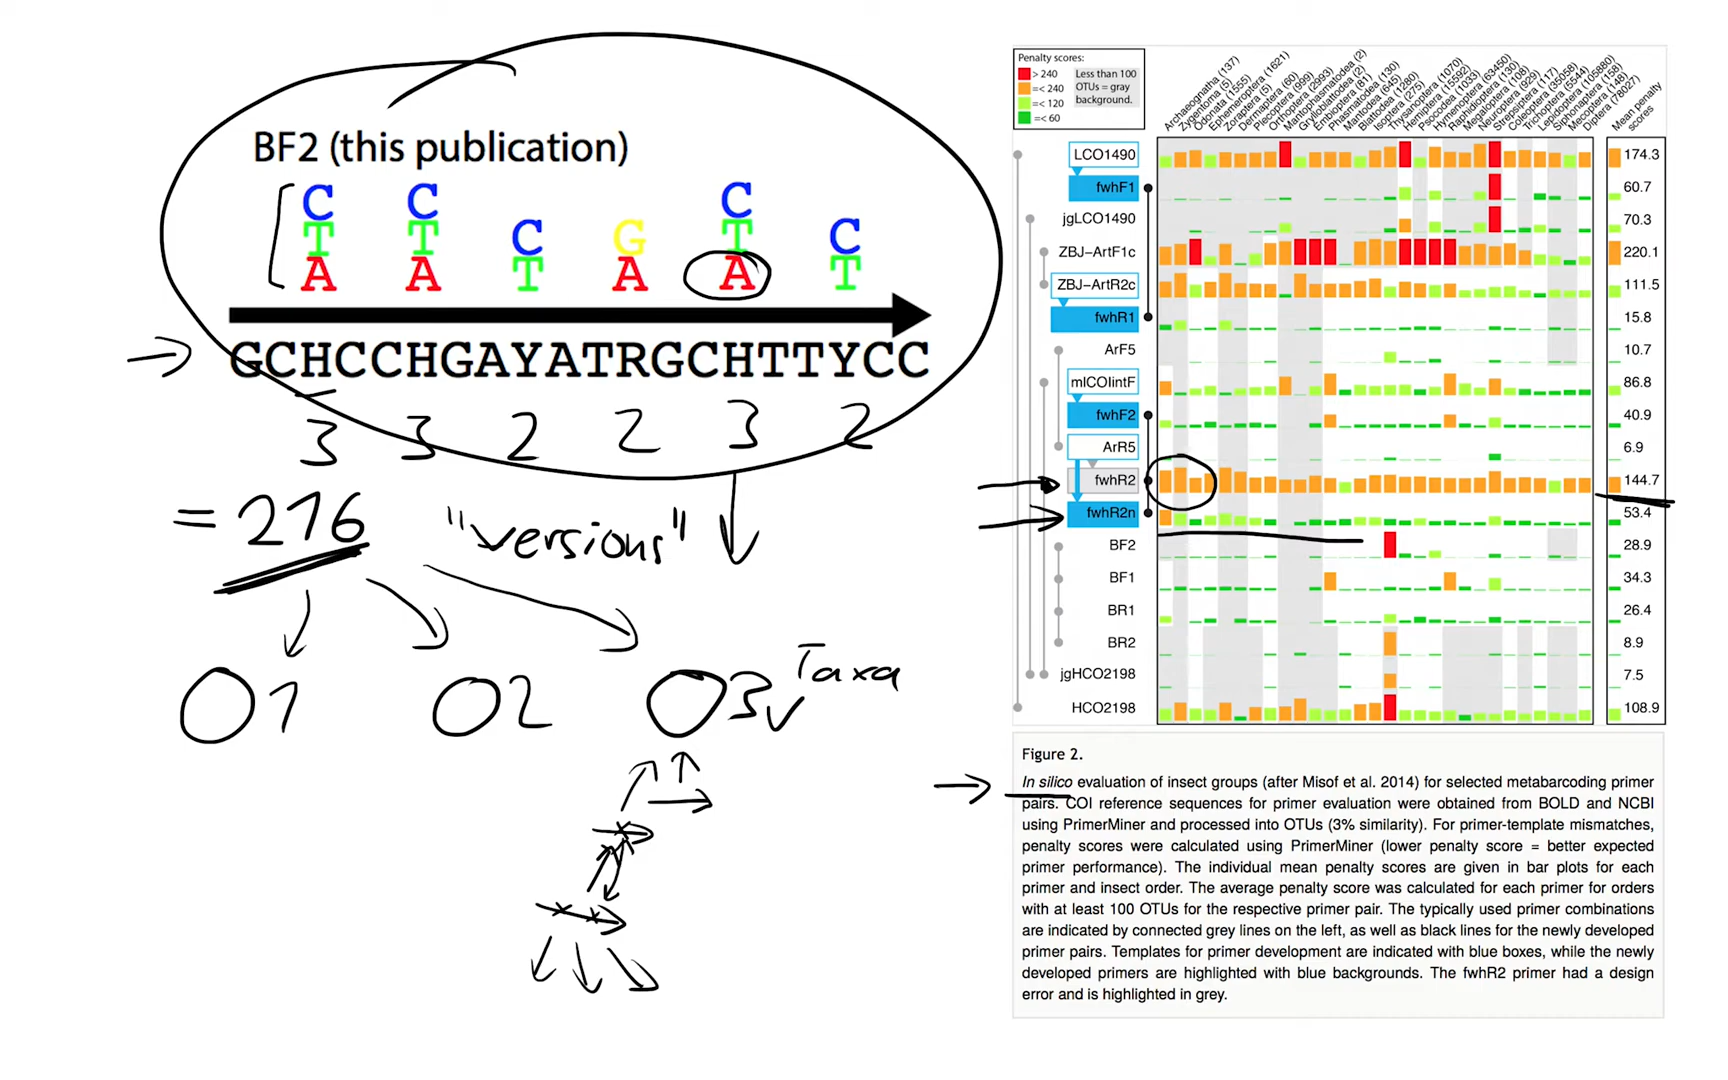 BF2 (this publication)
C C C
T T C G T C
A A T A A T
GCHCCHGAYATRGCHTTYCC
3 3 2 2 3 2
= 216 "versions"
1 2 3
Taxa
Penalty scores:
> 240
=< 240
=< 120
=< 60
Less than 100
OTUs = gray
background.
Archaeognatha (137)
Zygentoma (5)
Odonata (1555)
Ephemeroptera (1621)
Zoraptera (5)
Dermaptera (60)
Plecoptera (999)
Orthoptera (2993)
Mantophasmatodea (2)
Grylloblattodea (2)
Embioptera (81)
Phasmatodea (130)
Mantodea (645)
Blattodea (1280)
Isoptera (275)
Thysanoptera (1070)
Hemiptera (15592)
Psocodea (1033)
Hymenoptera (63450)
Raphidioptera (130)
Megaloptera (108)
Neuroptera (929)
Strepsiptera (117)
Coleoptera (35058)
Trichoptera (5544)
Lepidoptera (105880)
Siphonaptera (158)
Mecoptera (148)
Diptera (78027)
Mean penalty
scores
LCO1490 174.3
fwhF1 60.7
jgLCO1490 70.3
ZBJ-ArtF1c 220.1
ZBJ-ArtR2c 111.5
fwhR1 15.8
ArF5 10.7
mlCOIintF 86.8
fwhF2 40.9
ArR5 6.9
fwhR2 144.7
fwhR2n 53.4
BF2 28.9
BF1 34.3
BR1 26.4
BR2 8.9
jgHCO2198 7.5
HCO2198 108.9
Figure 2.
In silico evaluation of insect groups (after Misof et al. 2014) for selected metabarcoding primer
pairs. COI reference sequences for primer evaluation were obtained from BOLD and NCBI
using PrimerMiner and processed into OTUs (3% similarity). For primer-template mismatches,
penalty scores were calculated using PrimerMiner (lower penalty score = better expected
primer performance). The individual mean penalty scores are given in bar plots for each
primer and insect order. The average penalty score was calculated for each primer for orders
with at least 100 OTUs for the respective primer pair. The typically used primer combinations
are indicated by connected grey lines on the left, as well as black lines for the newly developed
primer pairs. Templates for primer development are indicated with blue boxes, while the newly
developed primers are highlighted with blue backgrounds. The fwhR2 primer had a design
error and is highlighted in grey.